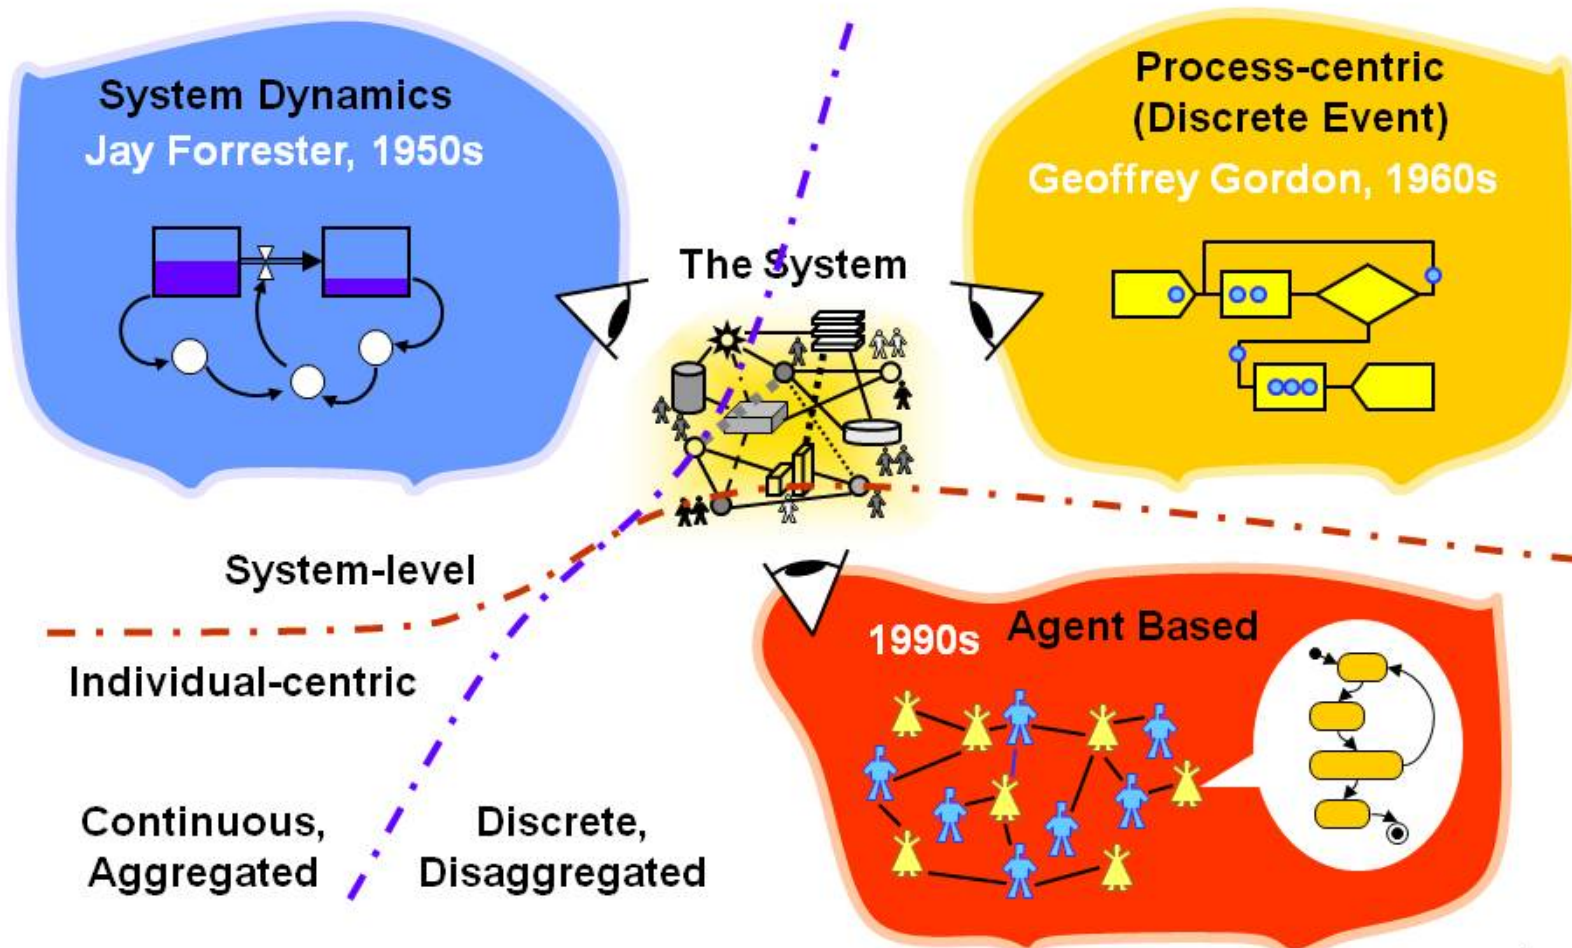 System Dynamics
Jay Forrester, 1950s
Process-centric
(Discrete Event)
Geoffrey Gordon, 1960s
The System
System-level
Individual-centric
1990s Agent Based
Continuous,
Aggregated
Discrete,
Disaggregated